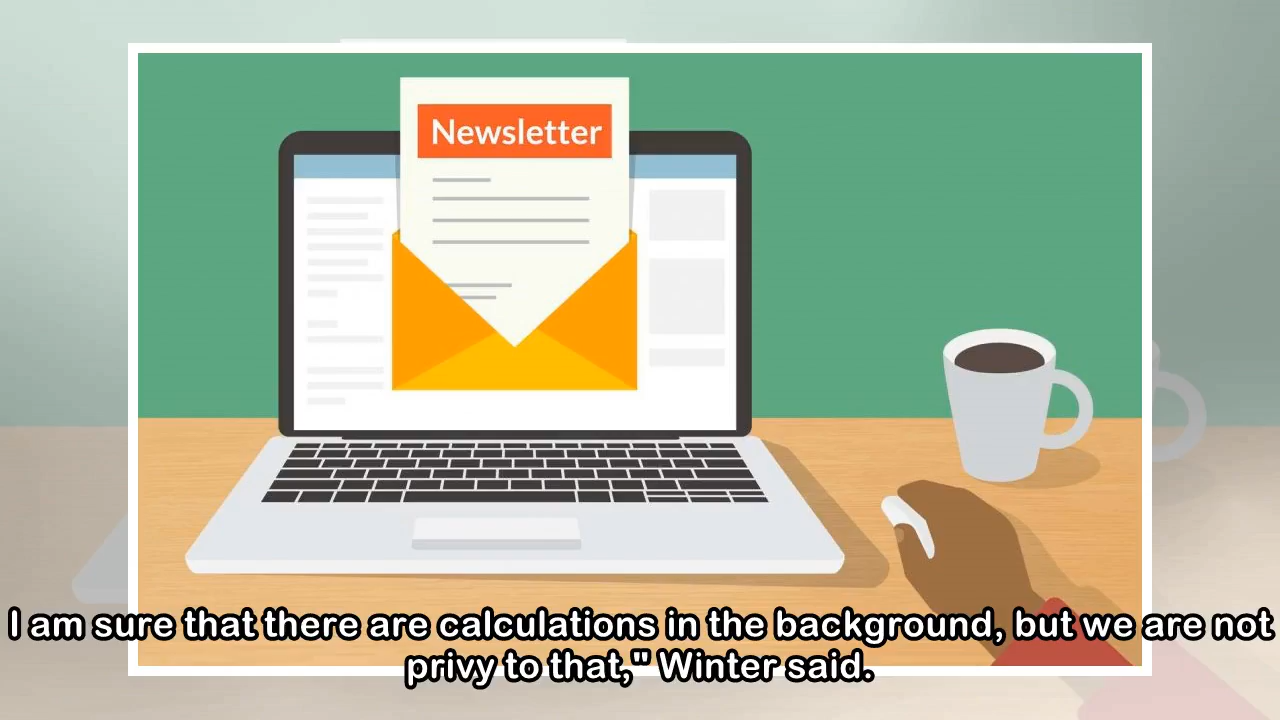 Newsletter
I am sure that there are calculations in the background, but we are not
privy to that," Winter said.